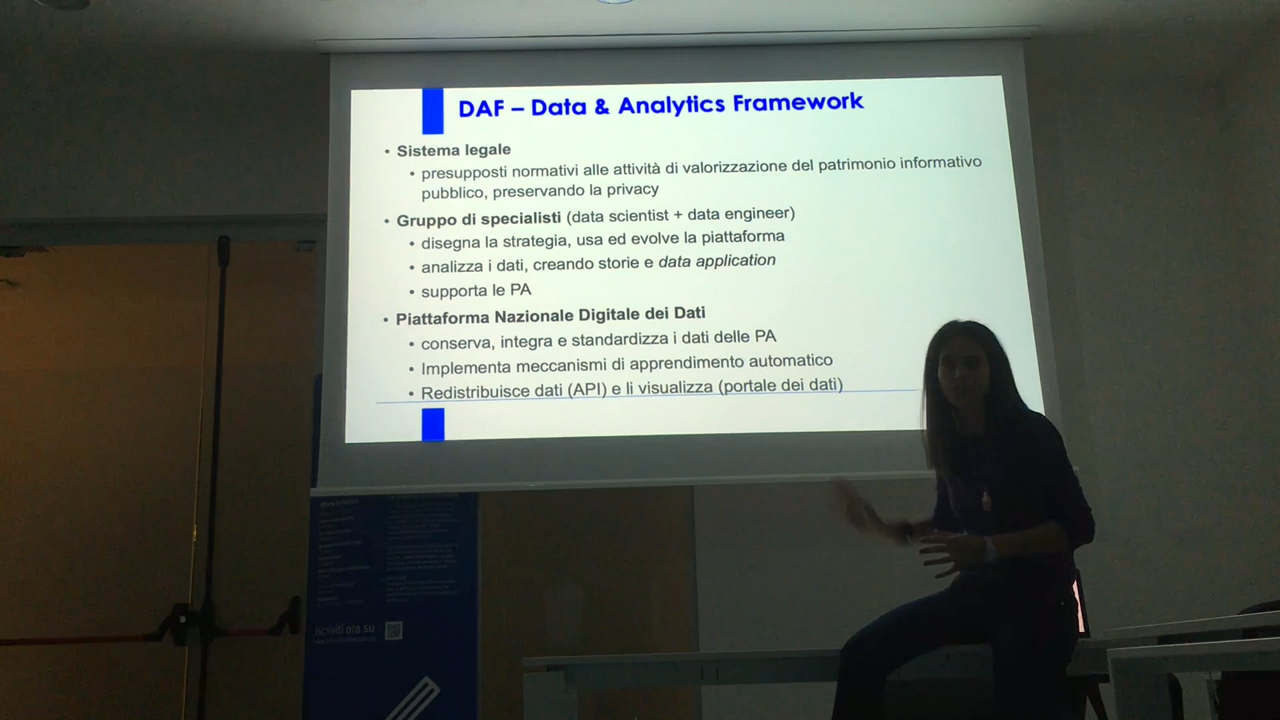 DAF – Data & Analytics Framework
• Sistema legale
• presupposti normativi alle attività di valorizzazione del patrimonio informativo
pubblico, preservando la privacy
• Gruppo di specialisti (data scientist + data engineer)
• disegna la strategia, usa ed evolve la piattaforma
• analizza i dati, creando storie e data application
• supporta le PA
• Piattaforma Nazionale Digitale dei Dati
• conserva, integra e standardizza i dati delle PA
• Implementa meccanismi di apprendimento automatico
• Redistribuisce dati (API) e li visualizza (portale dei dati)
Iscriviti ora su